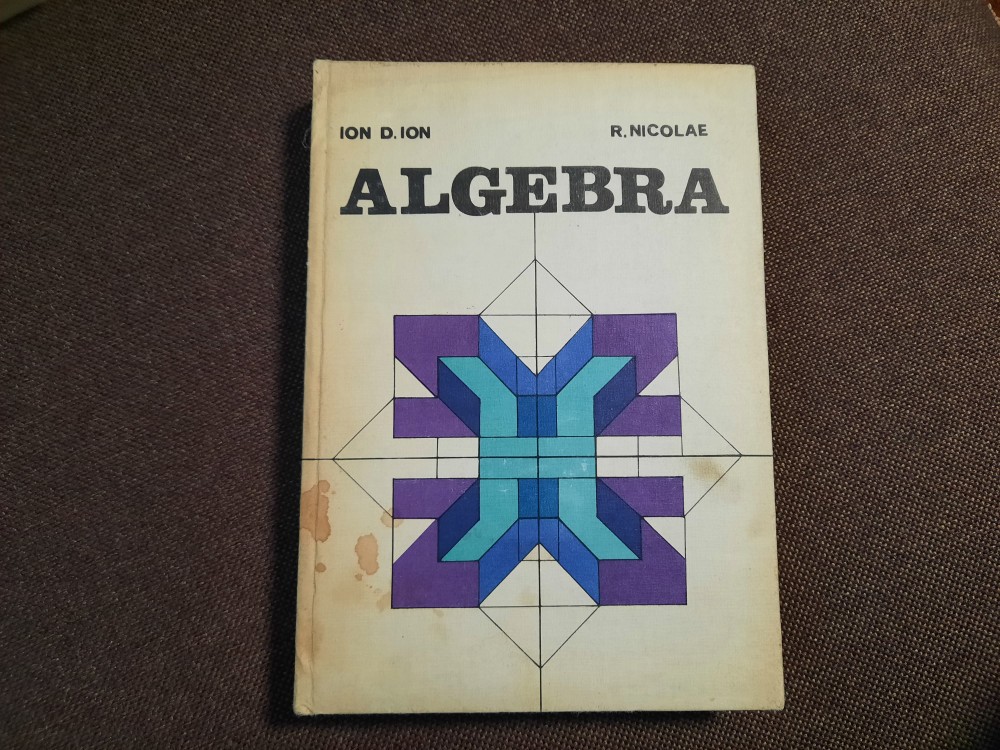 ION D. ION R. NICOLAE
ALGEBRA